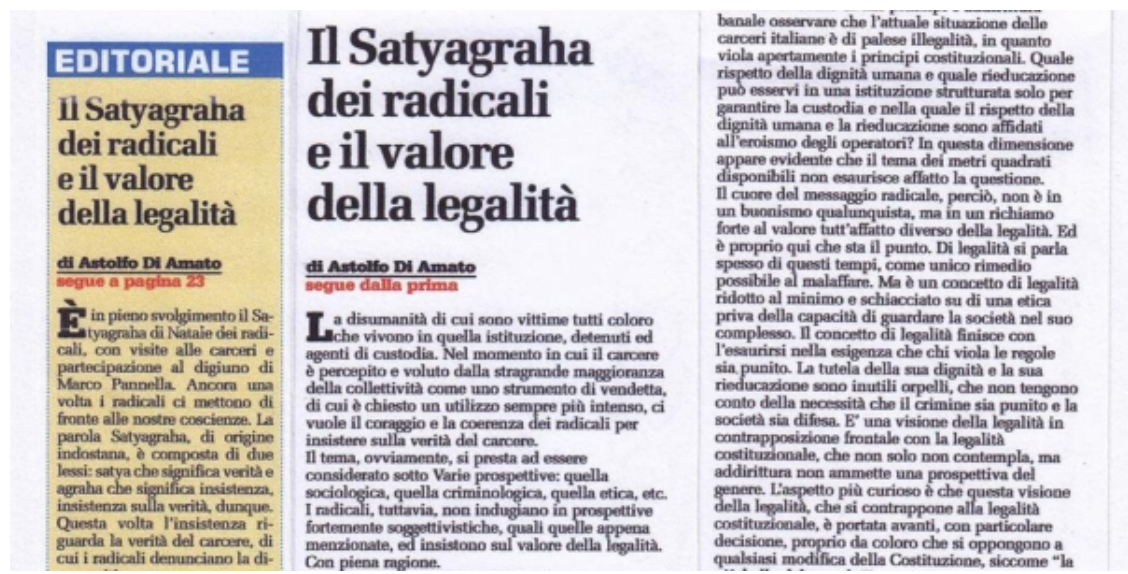 EDITORIALE
Il Satyagraha
dei radicali
e il valore
della legalità
di Astolfo Di Amato
segue a pagina 23
È in pieno svolgimento il Sa-
tyagraha di Natale dei radi-
cali, con visite alle carceri e
partecipazione al digiuno di
Marco Pannella. Ancora una
volta i radicali ci mettono di
fronte alle nostre coscienze. La
parola Satyagraha, di origine
indostana, è composta di due
lessi: satya che significa verità e
agraha che significa insistenza,
insistenza sulla verità, dunque.
Questa volta l'insistenza ri-
guarda la verità del carcere, di
cui i radicali denunciano la di-
Il Satyagraha
dei radicali
e il valore
della legalità
di Astolfo Di Amato
segue dalla prima
La disumanità di cui sono vittime tutti coloro
che vivono in quella istituzione, detenuti ed
agenti di custodia. Nel momento in cui il carcere
è percepito e voluto dalla stragrande maggioranza
della collettività come uno strumento di vendetta,
di cui è chiesto un utilizzo sempre più intenso, ci
vuole il coraggio e la coerenza dei radicali per
insistere sulla verità del carcere.
Il tema, ovviamente, si presta ad essere
considerato sotto Varie prospettive: quella
sociologica, quella criminologica, quella etica, etc.
I radicali, tuttavia, non indugiano in prospettive
fortemente soggettivistiche, quali quelle appena
menzionate, ed insistono sul valore della legalità.
Con piena ragione.
banale osservare che l'attuale situazione delle
carceri italiane è di palese illegalità, in quanto
viola apertamente i principi costituzionali. Quale
rispetto della dignità umana e quale rieducazione
può esservi in una istituzione strutturata solo per
garantire la custodia e nella quale il rispetto della
dignità umana e la rieducazione sono affidati
all'eroismo degli operatori? In questa dimensione
appare evidente che il tema dei metri quadrati
disponibili non esaurisce affatto la questione.
Il cuore del messaggio radicale, perciò, non è in
un buonismo qualunquista, ma in un richiamo
forte al valore tutt'affatto diverso della legalità. Ed
è proprio qui che sta il punto. Di legalità si parla
spesso di questi tempi, come unico rimedio
possibile al malaffare. Ma è un concetto di legalità
ridotto al minimo e schiacciato su di una etica
priva della capacità di guardare la società nel suo
complesso. Il concetto di legalità finisce con
l'esaurirsi nella esigenza che chi viola le regole
sia punito. La tutela della sua dignità e la sua
rieducazione sono inutili orpelli, che non tengono
conto della necessità che il crimine sia punito e la
società sia difesa. E' una visione della legalità in
contrapposizione frontale con la legalità
costituzionale, che non solo non contempla, ma
addirittura non ammette una prospettiva del
genere. L'aspetto più curioso è che questa visione
della legalità, che si contrappone alla legalità
costituzionale, è portata avanti, con particolare
decisione, proprio da coloro che si oppongono a
qualsiasi modifica della Costituzione, siccome "la